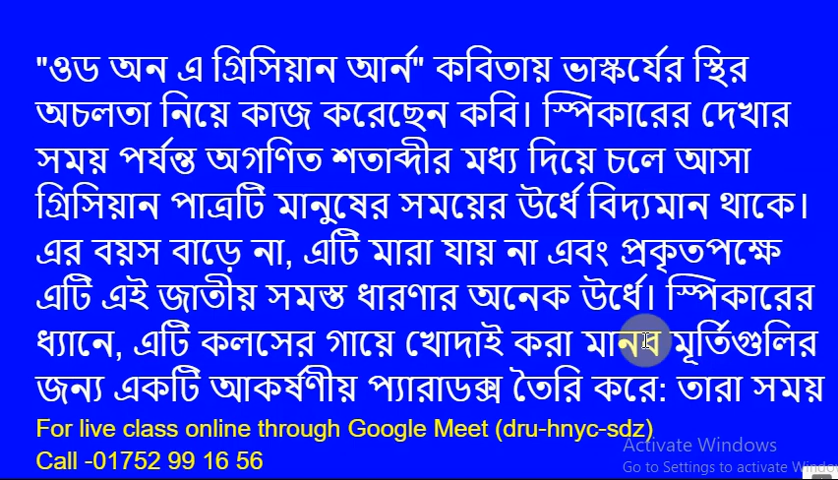 "ওড অন এ গ্রিসিয়ান আর্ন" কবিতায় ভাস্কর্যের স্থির
অচলতা নিয়ে কাজ করেছেন কবি। স্পিকারের দেখার
সময় পর্যন্ত অগণিত শতাব্দীর মধ্য দিয়ে চলে আসা
গ্রিসিয়ান পাত্রটি মানুষের সময়ের উর্ধে বিদ্যমান থাকে।
এর বয়স বাড়ে না, এটি মারা যায় না এবং প্রকৃতপক্ষে
এটি এই জাতীয় সমস্ত ধারণার অনেক উর্ধে। স্পিকারের
ধ্যানে, এটি কলসের গায়ে খোদাই করা মানব মূর্তিগুলির
জন্য একটি আকর্ষণীয় প্যারাডক্স তৈরি করে: তারা সময়
For live class online through Google Meet (dru-hnyc-sdz)
Call -01752 99 16 56
Activate Windows
Go to Settings to activate Windo